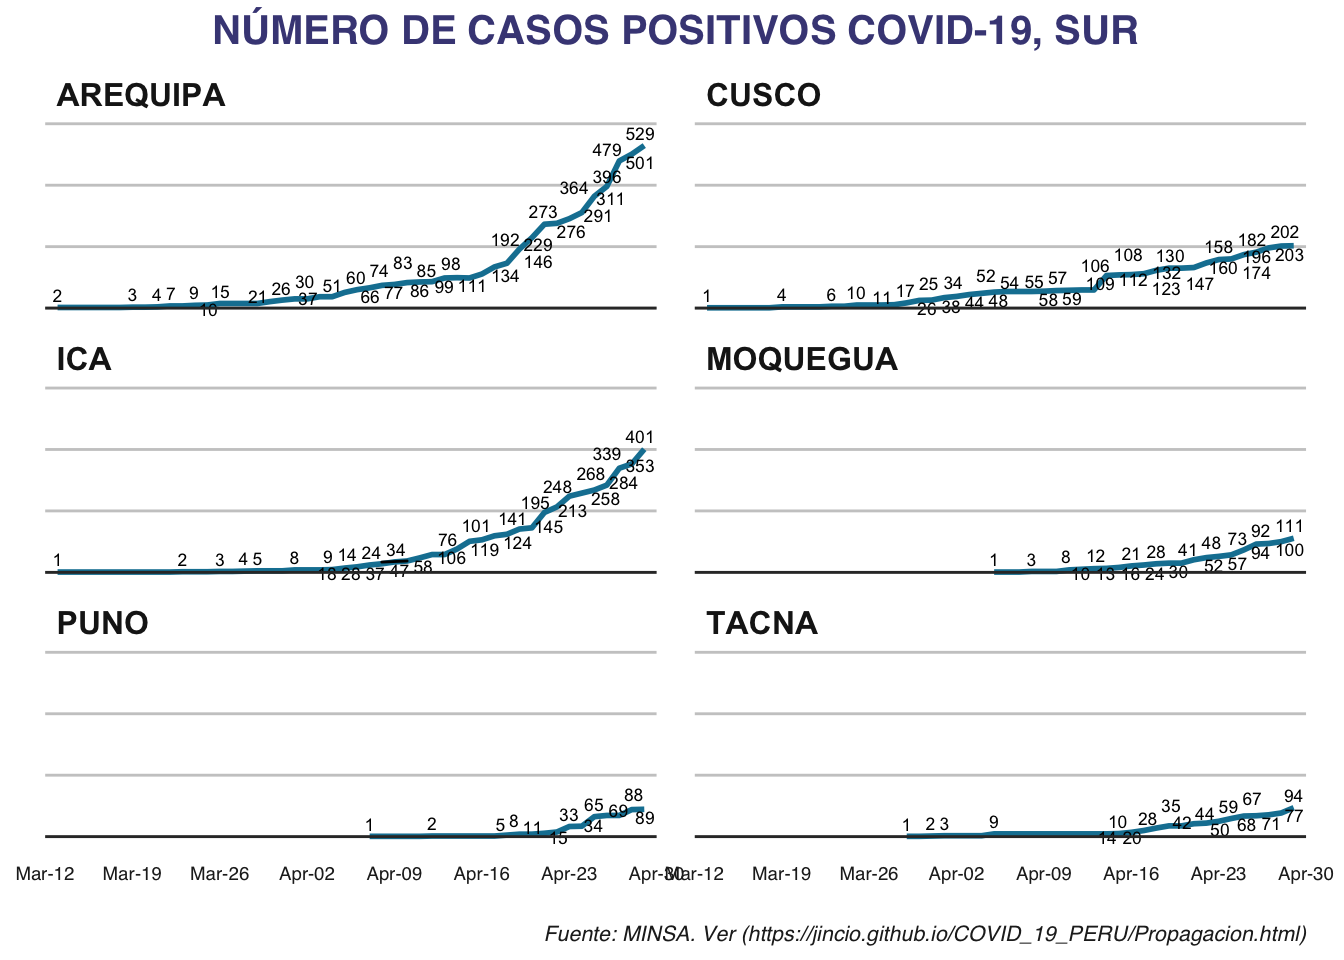 NÚMERO DE CASOS POSITIVOS COVID-19, SUR
AREQUIPA
2 3 4 7 9 10 15 21 26 30 37 51 60 66 74 77 83 86 85 99 98 111 134 192 146 229 273 276 364 291 311 396 479 501 529
CUSCO
1 4 6 10 11 17 25 26 34 38 44 52 48 54 55 58 57 59 106 109 108 112 130 132 123 147 158 160 182 196 174 202 203
ICA
1 2 3 4 5 8 9 18 14 28 24 37 34 47 58 76 106 101 119 141 124 195 145 248 213 268 258 339 284 353 401
MOQUEGUA
1 3 8 10 12 13 21 16 28 24 30 41 48 52 73 57 92 94 111 100
PUNO
1 2 5 8 11 15 33 34 65 69 88 89
TACNA
1 2 3 9 14 10 20 28 35 42 44 50 59 68 67 71 94 77
Mar-12 Mar-19 Mar-26 Apr-02 Apr-09 Apr-16 Apr-23 Apr-30 Mar-12 Mar-19 Mar-26 Apr-02 Apr-09 Apr-16 Apr-23 Apr-30
Fuente: MINSA. Ver (https://jincio.github.io/COVID_19_PERU/Propagacion.html)